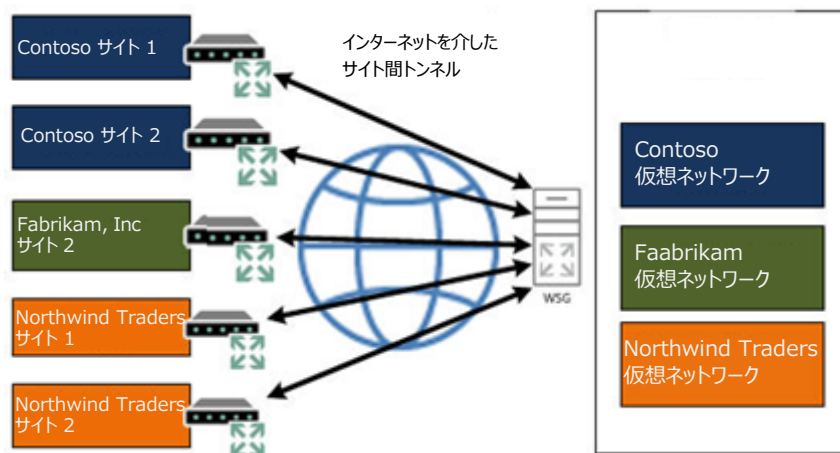 Contoso サイト 1
Contoso サイト 2
Fabrikam, Inc
サイト 2
Northwind Traders
サイト 1
Northwind Traders
サイト 2
インターネットを介した
サイト間トンネル
WSG
Contoso
仮想ネットワーク
Faabrikam
仮想ネットワーク
Northwind Traders
仮想ネットワーク